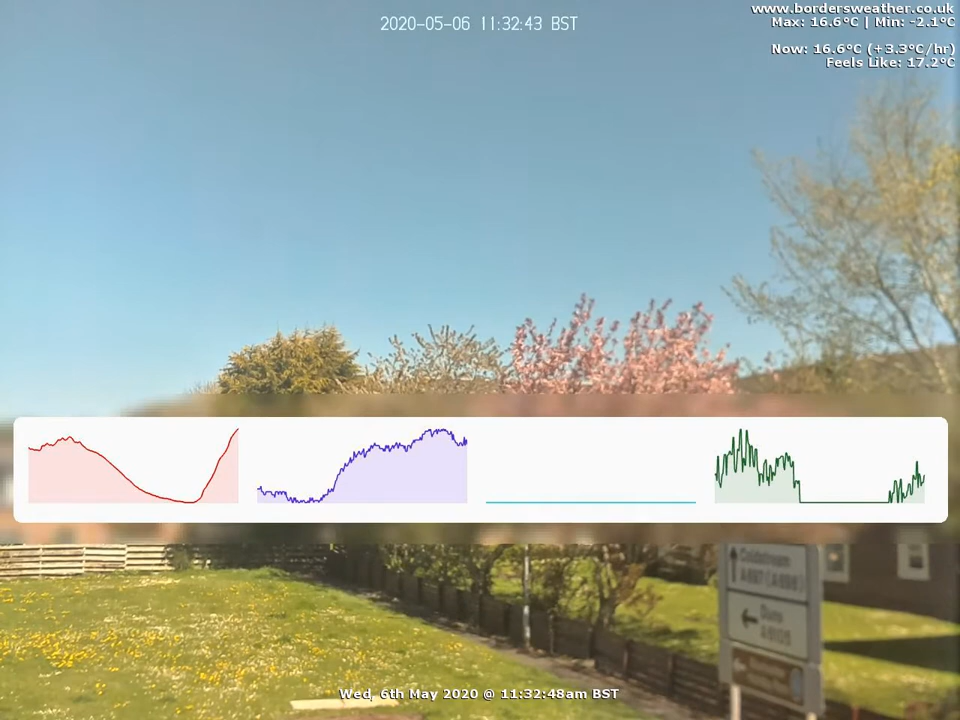 www.bordersweather.co.uk
Max: 16.6°C | Min: -2.1°C
2020-05-06 11:32:43 BST
Now: 16.6°C (+3.3°C/hr)
Feels Like: 17.2°C
Coldstream
A697 (A698)
Duns
A6105
Wed, 6th May 2020 @ 11:32:48am BST